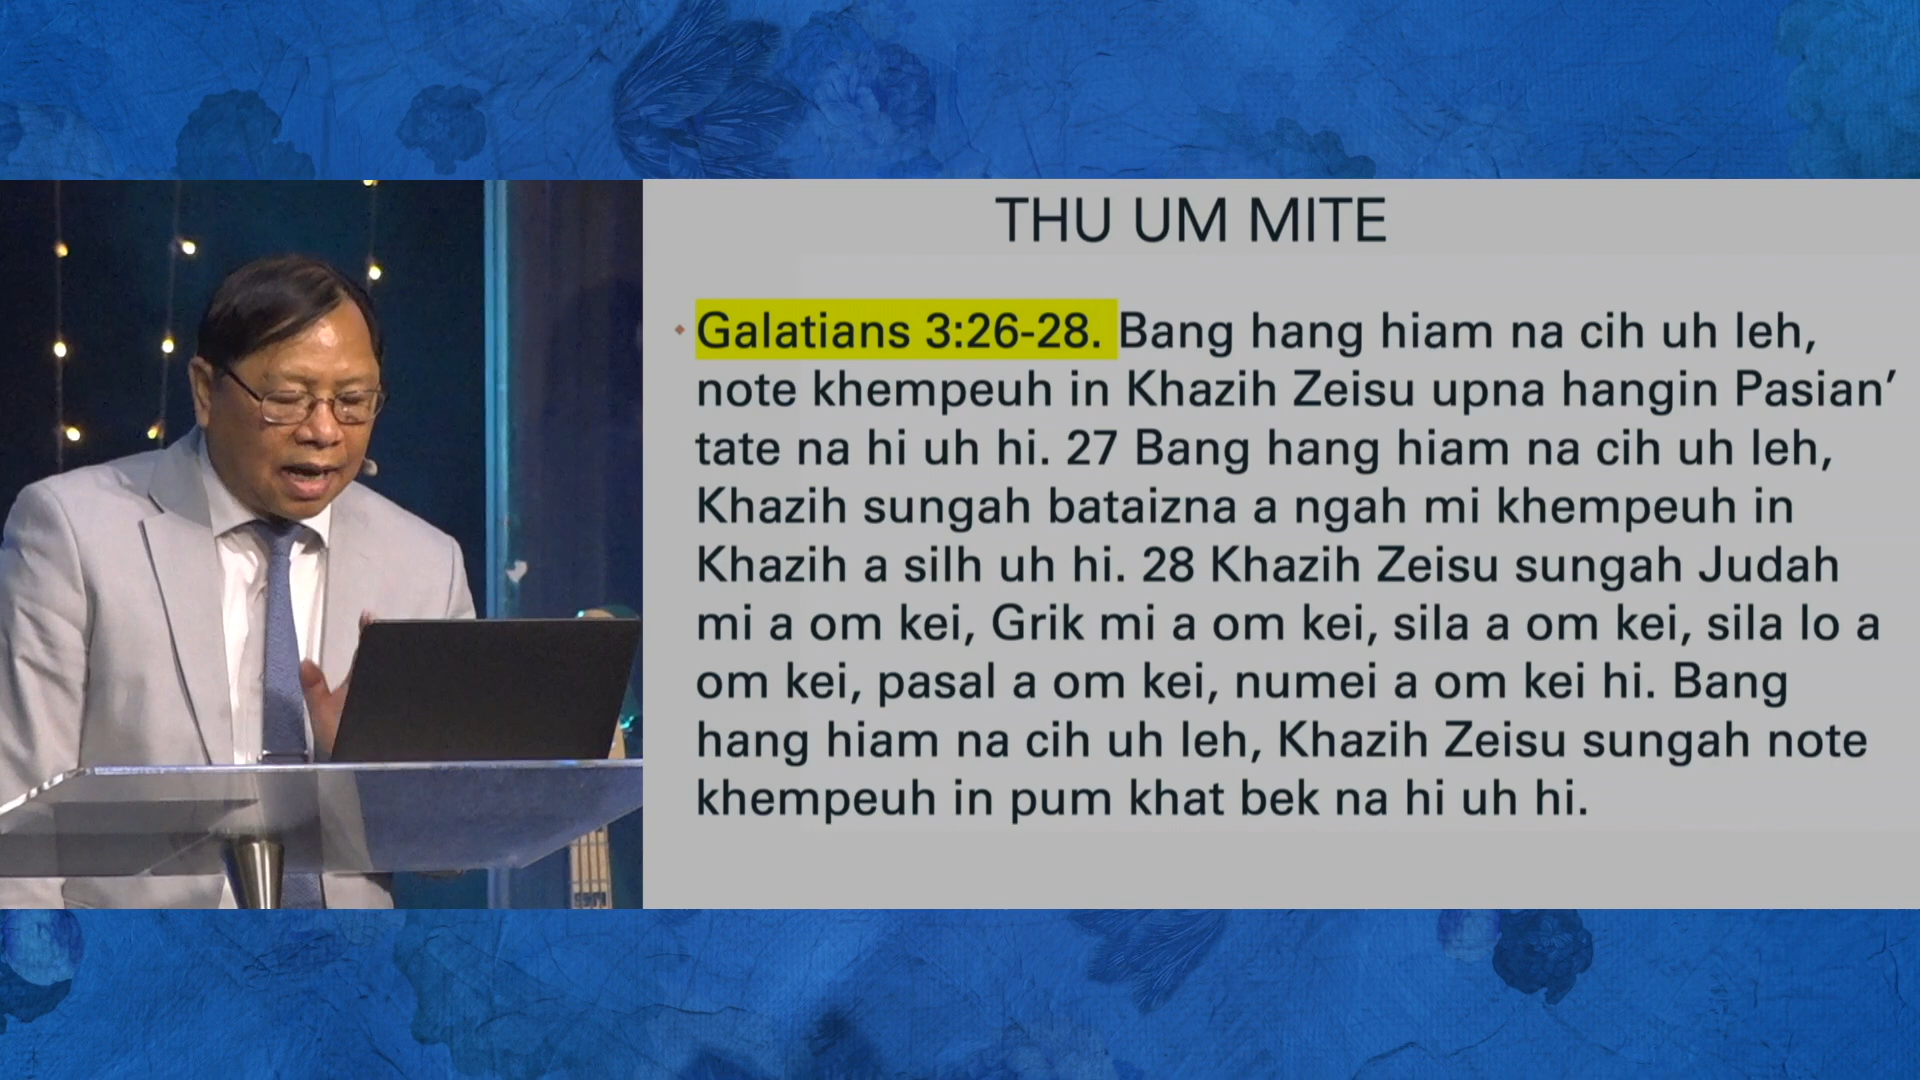 THU UM MITE
Galatians 3:26-28. Bang hang hiam na cih uh leh,
note khempeuh in Khazih Zeisu upna hangin Pasian’
tate na hi uh hi. 27 Bang hang hiam na cih uh leh,
Khazih sungah bataizna a ngah mi khempeuh in
Khazih a silh uh hi. 28 Khazih Zeisu sungah Judah
mi a om kei, Grik mi a om kei, sila a om kei, sila lo a
om kei, pasal a om kei, numei a om kei hi. Bang
hang hiam na cih uh leh, Khazih Zeisu sungah note
khempeuh in pum khat bek na hi uh hi.